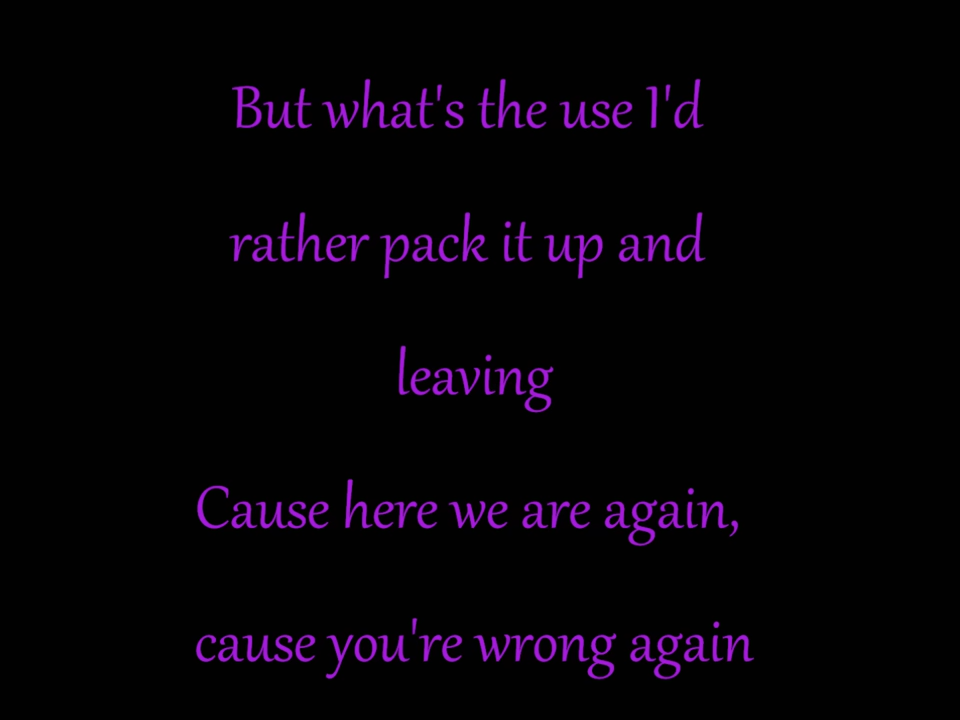 But what's the use I'd
rather pack it up and
leaving
Cause here we are again,
cause you're wrong again